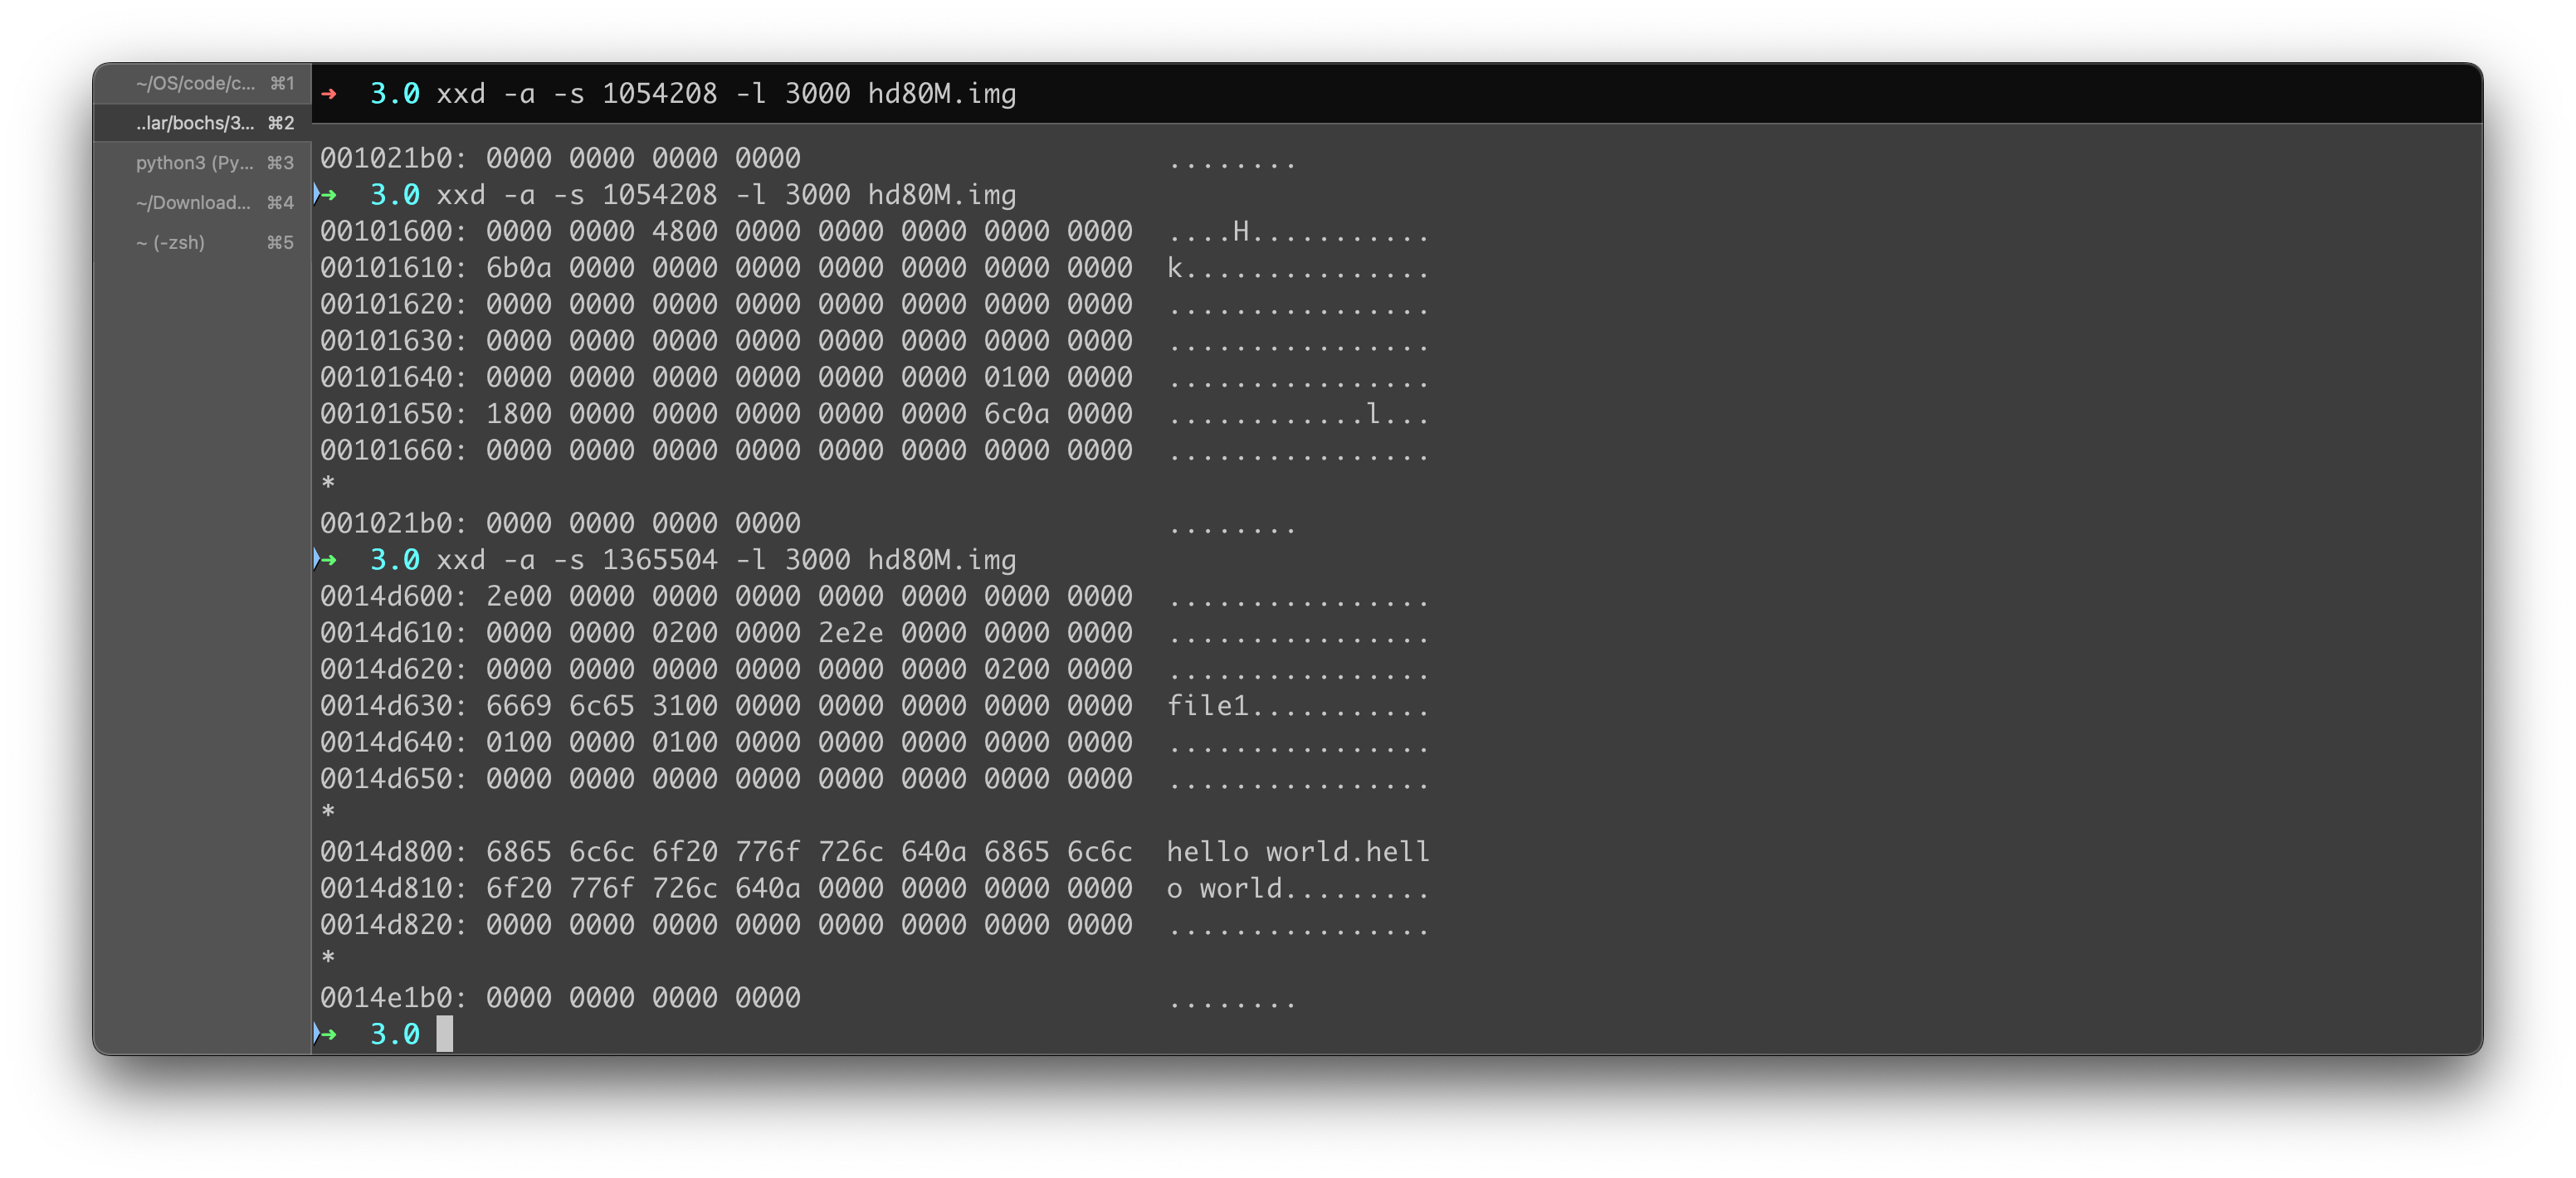 ~/OS/code/c... ⌘1
..lar/bochs/3... ⌘2
python3 (Py... ⌘3
~/Download... ⌘4
~ (-zsh) ⌘5
➜ 3.0 xxd -a -s 1054208 -l 3000 hd80M.img
001021b0: 0000 0000 0000 0000 ........
➜ 3.0 xxd -a -s 1054208 -l 3000 hd80M.img
00101600: 0000 0000 4800 0000 0000 0000 0000 0000 ....H...........
00101610: 6b0a 0000 0000 0000 0000 0000 0000 0000 k...............
00101620: 0000 0000 0000 0000 0000 0000 0000 0000 ................
00101630: 0000 0000 0000 0000 0000 0000 0000 0000 ................
00101640: 0000 0000 0000 0000 0000 0000 0100 0000 ................
00101650: 1800 0000 0000 0000 0000 0000 6c0a 0000 ............l...
00101660: 0000 0000 0000 0000 0000 0000 0000 0000 ................
*
001021b0: 0000 0000 0000 0000 ........
➜ 3.0 xxd -a -s 1365504 -l 3000 hd80M.img
0014d600: 2e00 0000 0000 0000 0000 0000 0000 0000 ................
0014d610: 0000 0000 0200 0000 2e2e 0000 0000 0000 ................
0014d620: 0000 0000 0000 0000 0000 0000 0200 0000 ................
0014d630: 6669 6c65 3100 0000 0000 0000 0000 0000 file1...........
0014d640: 0100 0000 0100 0000 0000 0000 0000 0000 ................
0014d650: 0000 0000 0000 0000 0000 0000 0000 0000 ................
*
0014d800: 6865 6c6c 6f20 776f 726c 640a 6865 6c6c hello world.hell
0014d810: 6f20 776f 726c 640a 0000 0000 0000 0000 o world.........
0014d820: 0000 0000 0000 0000 0000 0000 0000 0000 ................
*
0014e1b0: 0000 0000 0000 0000 ........
➜ 3.0